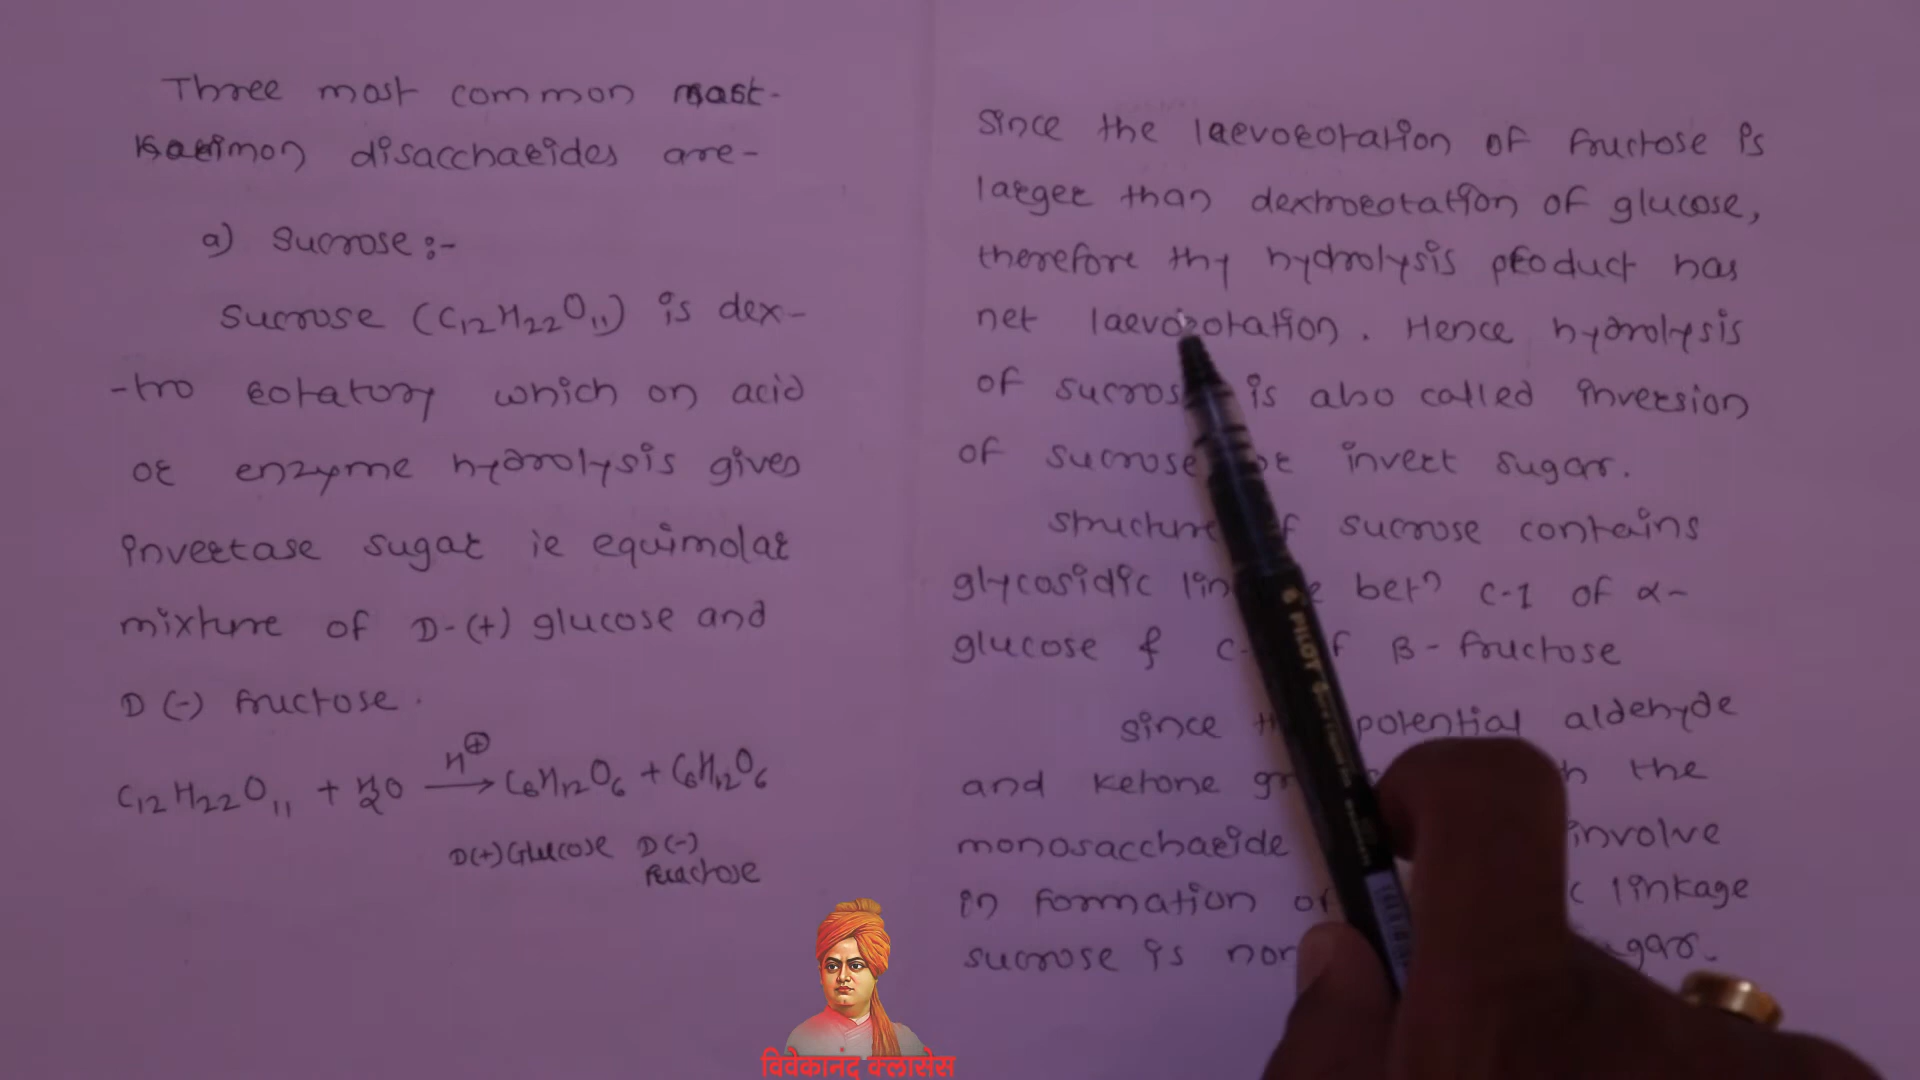 Three most common
disaccharides are-
a) Sucrose :-
Sucrose (C12H22O11) is dex-
-tro rotatory which on acid
or enzyme hydrolysis gives
invertase sugar ie equimolar
mixture of D-(+) glucose and
D (-) fructose.
C12H22O11 + H2O H⊕ → C6H12O6 + C6H12O6
D(+) Glucose D(-)
fructose
Since the laevorotation of fructose is
larger than dextrorotation of glucose,
therefore thy hydrolysis product has
net laevorotation. Hence hydrolysis
of sucrose is also called inversion
of sucrose or invert sugar.
structure of sucrose contains
glycosidic betn C-1 of α-
glucose & β- fructose
since potential aldehyde
and ketone the
monosaccharide involve
in formation of linkage
sucrose is non
विवेकानंद क्लासेस